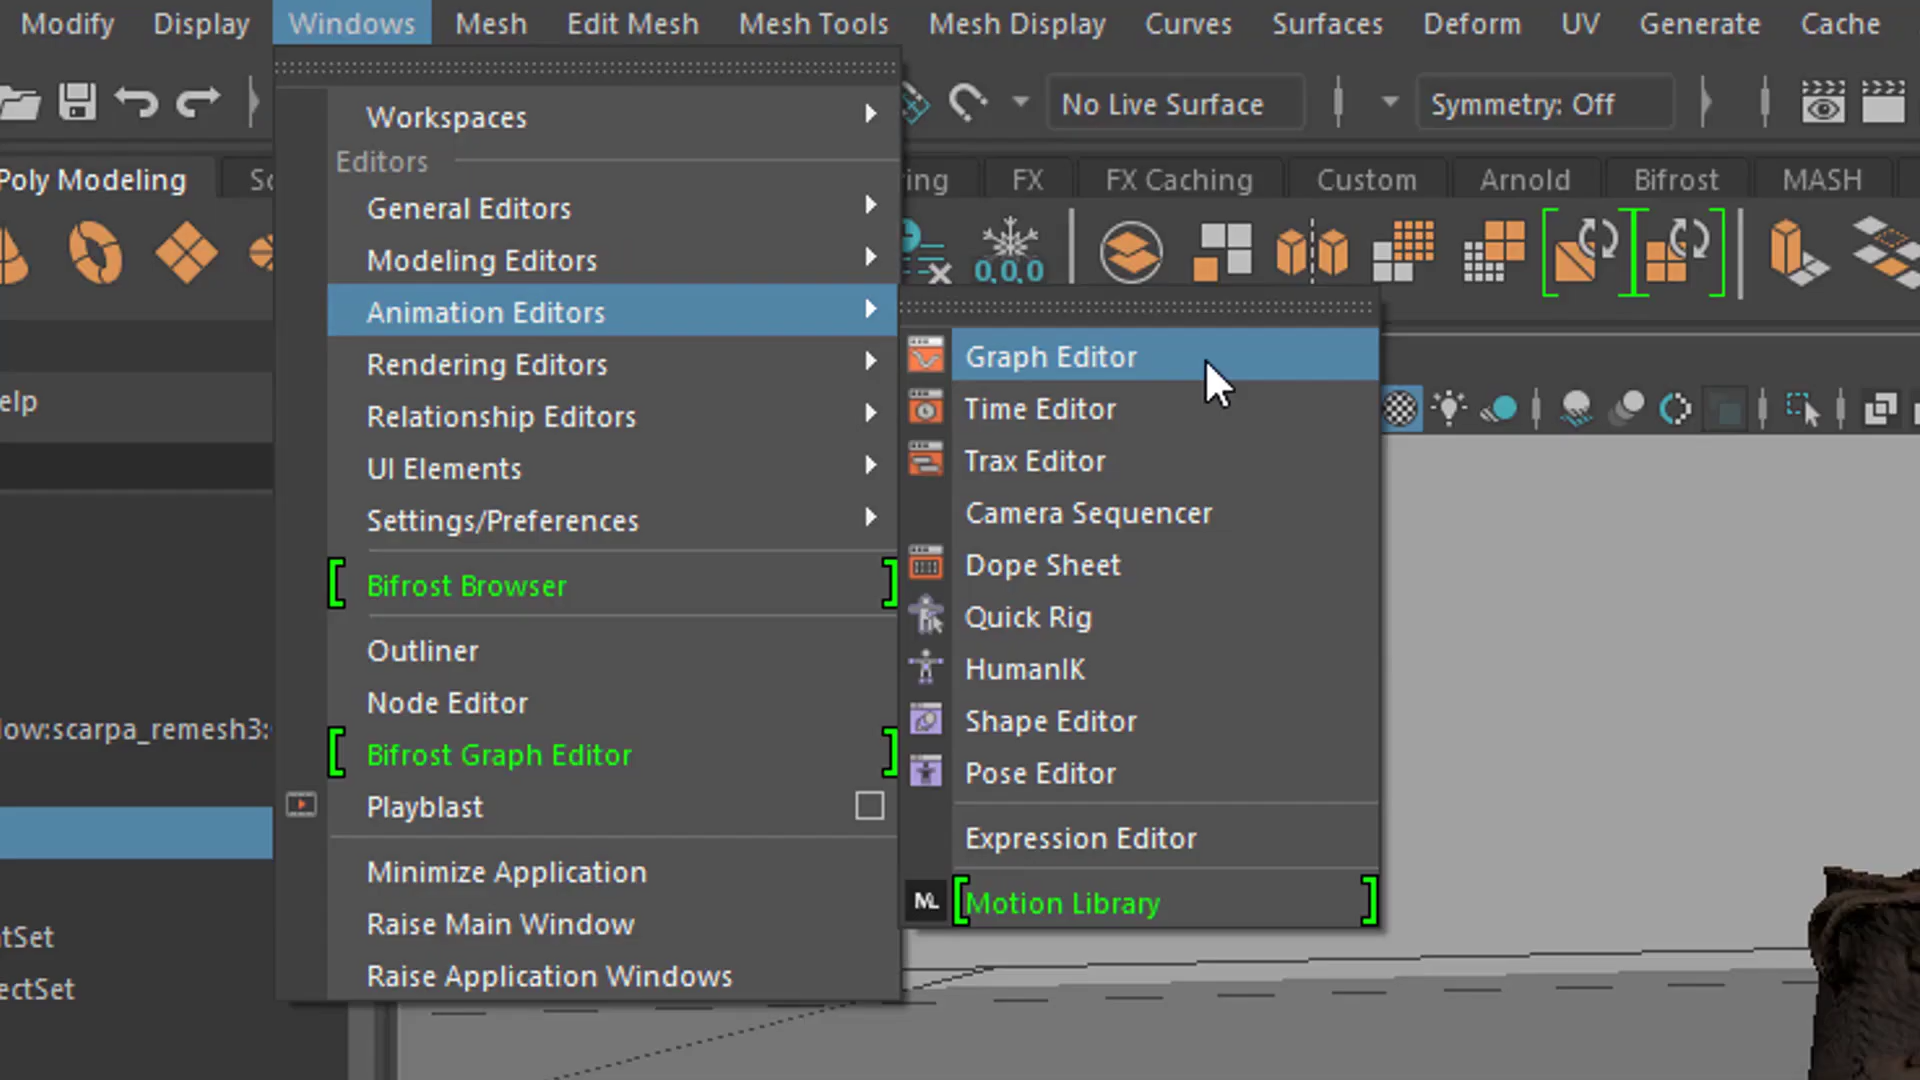 Modify Display Windows Mesh Edit Mesh Mesh Tools Mesh Display Curves Surfaces Deform UV Generate Cache
No Live Surface Symmetry: Off
Poly Modeling Sc ing FX FX Caching Custom Arnold Bifrost MASH
0,0,0
Workspaces
Editors
General Editors
Modeling Editors
Animation Editors
Rendering Editors
Relationship Editors
UI Elements
Settings/Preferences
Bifrost Browser
Outliner
Node Editor
Bifrost Graph Editor
Playblast
Minimize Application
Raise Main Window
Raise Application Windows
Graph Editor
Time Editor
Trax Editor
Camera Sequencer
Dope Sheet
Quick Rig
HumanIK
Shape Editor
Pose Editor
Expression Editor
ML Motion Library
elp
low:scarpa_remesh3:
tSet
ectSet